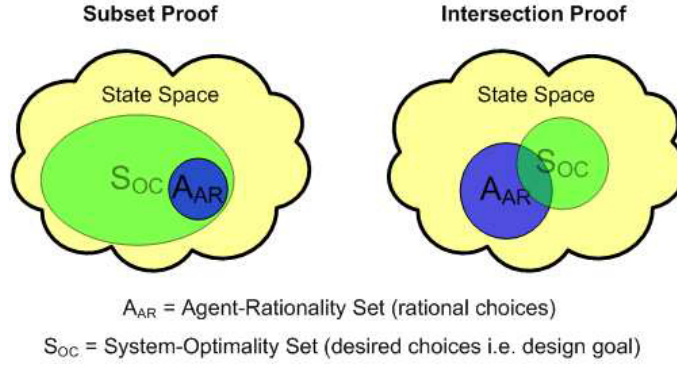 Subset Proof
Intersection Proof
State Space
State Space
SOC
AAR
AAR
SOC
AAR = Agent-Rationality Set (rational choices)
SOC = System-Optimality Set (desired choices i.e. design goal)